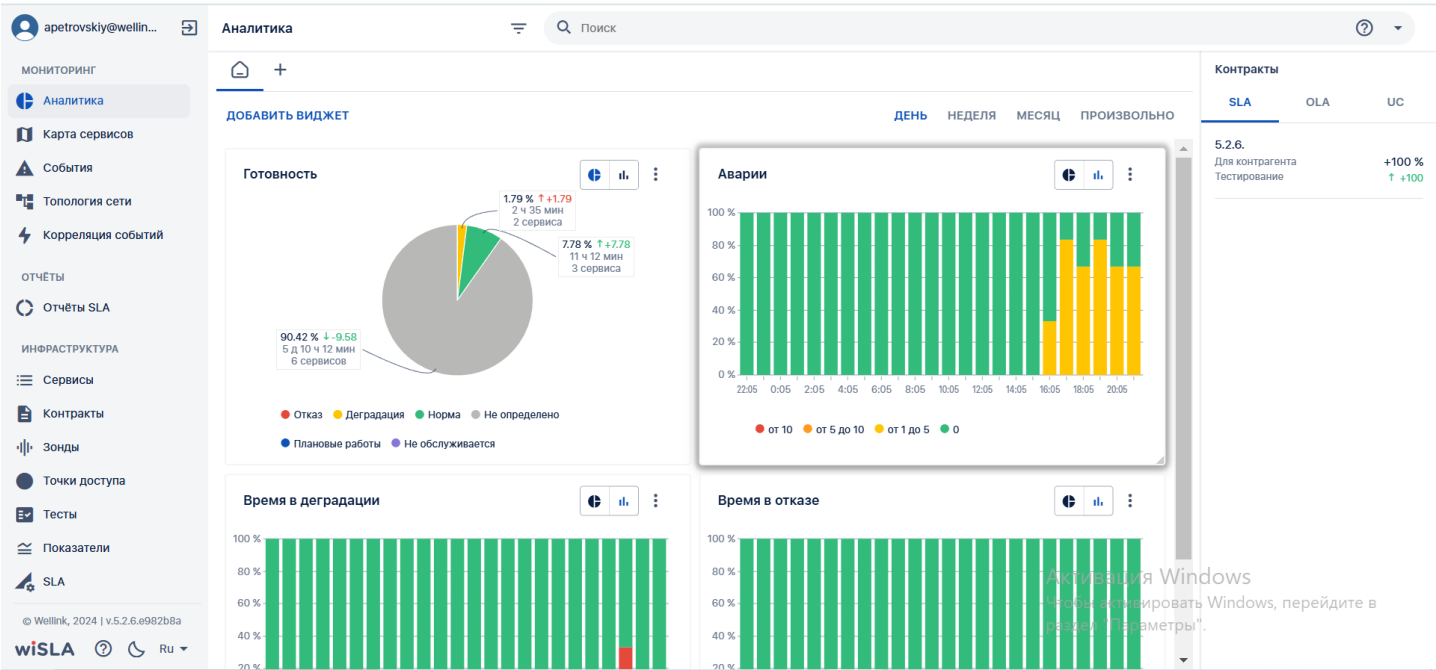 apetrovskiy@wellin...
Аналитика
Поиск
МОНИТОРИНГ
Аналитика
Карта сервисов
События
Топология сети
Корреляция событий
ОТЧЁТЫ
Отчёты SLA
ИНФРАСТРУКТУРА
Сервисы
Контракты
Зонды
Точки доступа
Тесты
Показатели
SLA
© Wellink, 2024 | v.5.2.6.e982b8a
wiSLA
Ru
ДОБАВИТЬ ВИДЖЕТ
ДЕНЬ НЕДЕЛЯ МЕСЯЦ ПРОИЗВОЛЬНО
Готовность
1.79 % ↑+1.79
2 ч 35 мин
2 сервиса
7.78 % ↑+7.78
11 ч 12 мин
3 сервиса
90.42 % ↓-9.58
5 д 10 ч 12 мин
6 сервисов
Отказ Деградация Норма Не определено
Плановые работы Не обслуживается
Аварии
100 %
80 %
60 %
40 %
20 %
0 %
22:05 0:05 2:05 4:05 6:05 8:05 10:05 12:05 14:05 16:05 18:05 20:05
от 10 от 5 до 10 от 1 до 5 0
Время в деградации
100 %
80 %
60 %
40 %
20 %
Время в отказе
100 %
80 %
60 %
40 %
20 %
Контракты
SLA OLA UC
5.2.6.
Для контрагента +100 %
Тестирование ↑ +100
Активация Windows
Чтобы активировать Windows, перейдите в
раздел "Параметры".